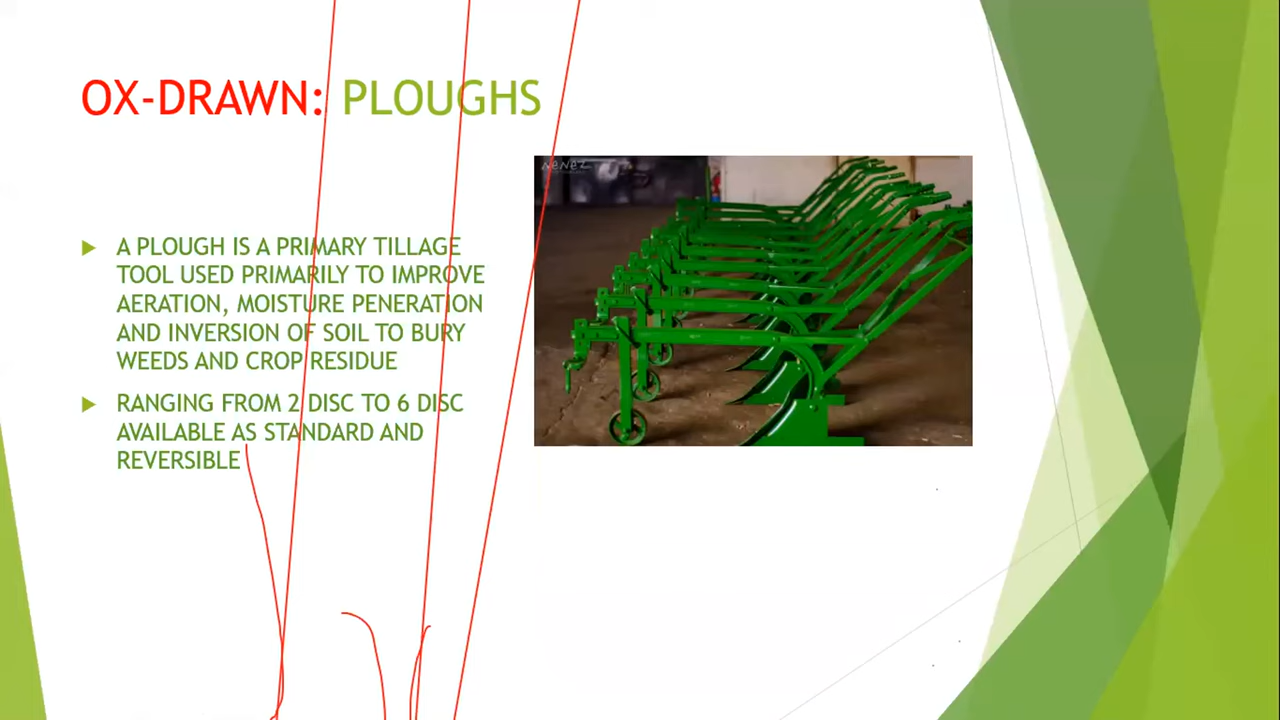 OX-DRAWN: PLOUGHS
A PLOUGH IS A PRIMARY TILLAGE
TOOL USED PRIMARILY TO IMPROVE
AERATION, MOISTURE PENERATION
AND INVERSION OF SOIL TO BURY
WEEDS AND CROP RESIDUE
RANGING FROM 2 DISC TO 6 DISC
AVAILABLE AS STANDARD AND
REVERSIBLE